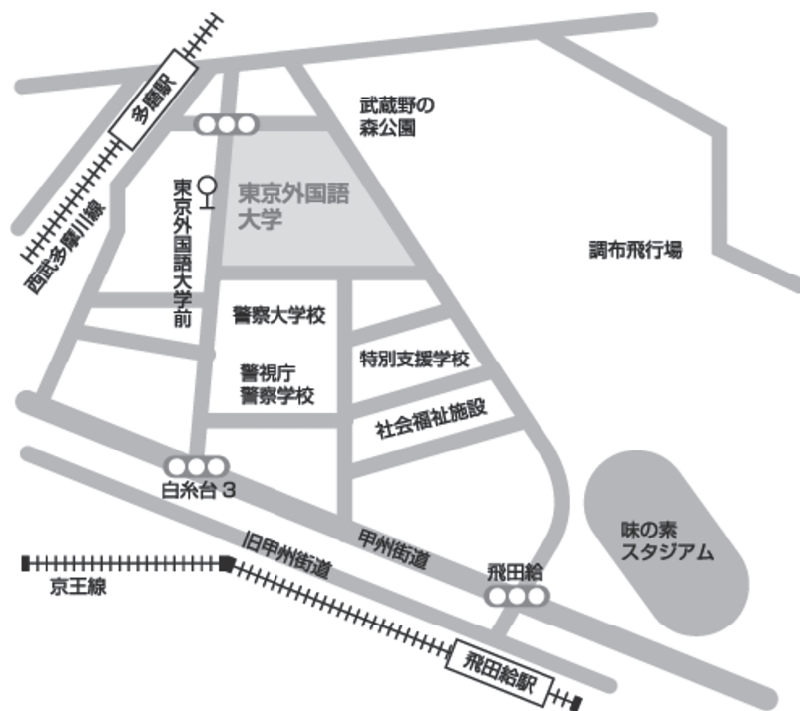 多磨駅
武蔵野の
森公園
西武多摩川線
東京外国語大学前
東京外国語
大学
調布飛行場
警察大学校
特別支援学校
警視庁
警察学校
社会福祉施設
白糸台 3
味の素
スタジアム
旧甲州街道
甲州街道
飛田給
京王線
飛田給駅